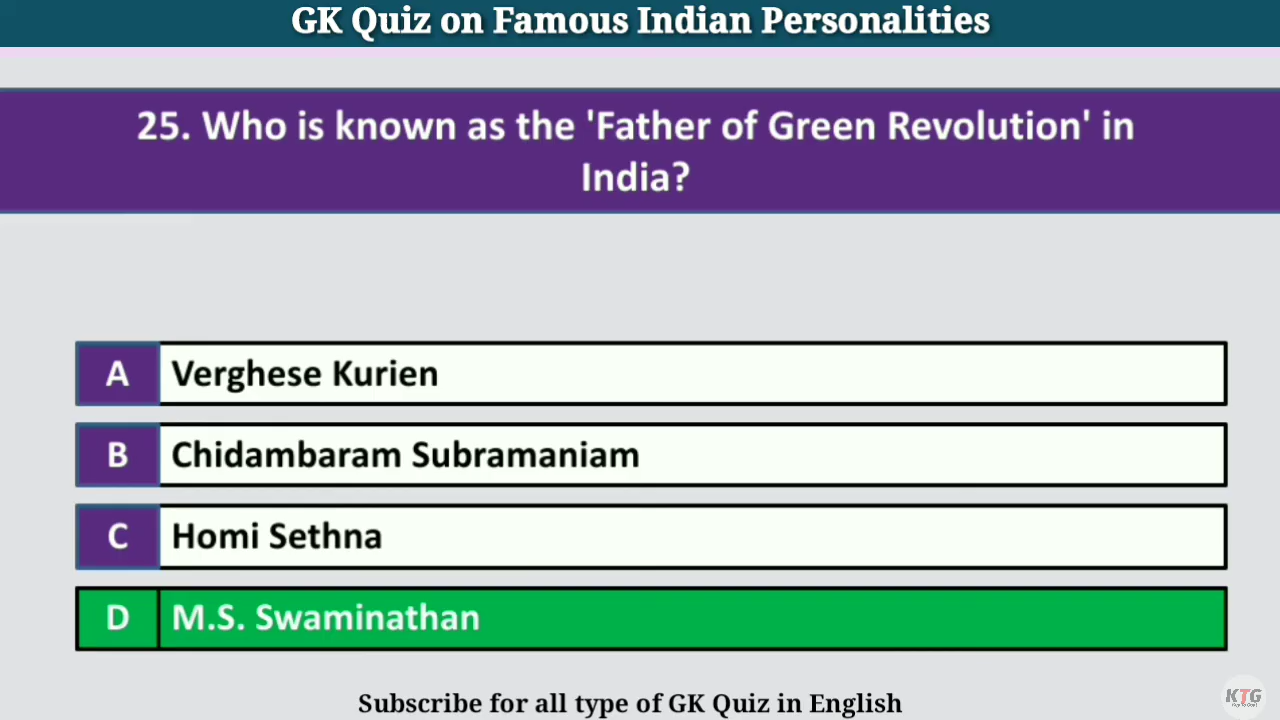 GK Quiz on Famous Indian Personalities
25. Who is known as the 'Father of Green Revolution' in
India?
A Verghese Kurien
B Chidambaram Subramaniam
C Homi Sethna
D M.S. Swaminathan
Subscribe for all type of GK Quiz in English
KTG